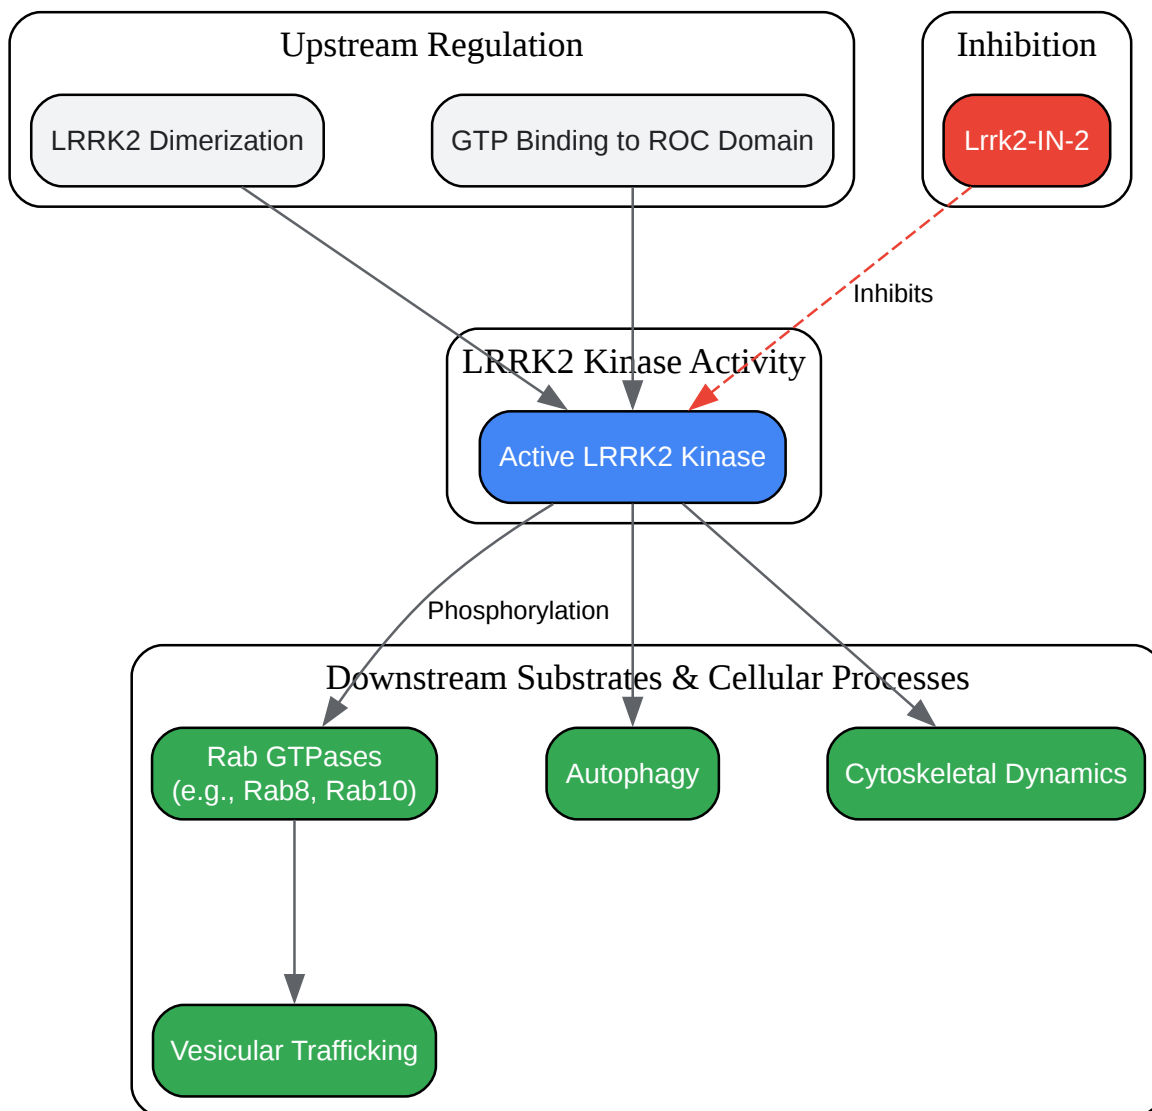 Upstream Regulation
Inhibition
LRRK2 Dimerization
GTP Binding to ROC Domain
Lrrk2-IN-2
Inhibits
LRRK2 Kinase Activity
Active LRRK2 Kinase
Phosphorylation
Downstream Substrates & Cellular Processes
Rab GTPases
(e.g., Rab8, Rab10)
Autophagy
Cytoskeletal Dynamics
Vesicular Trafficking